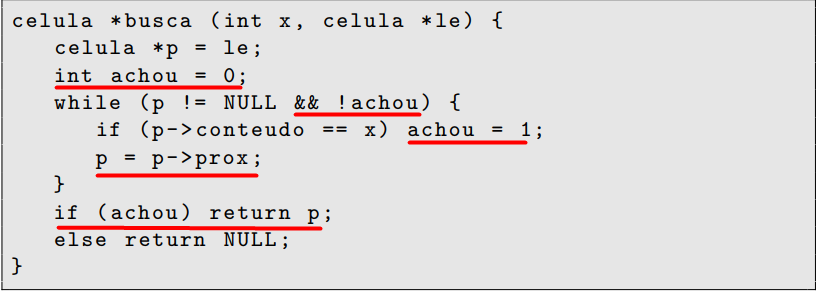 celula *busca (int x, celula *le) {
celula *p = le;
int achou = 0;
while (p != NULL && !achou) {
if (p->conteudo == x) achou = 1;
p = p->prox;
}
if (achou) return p;
else return NULL;
}